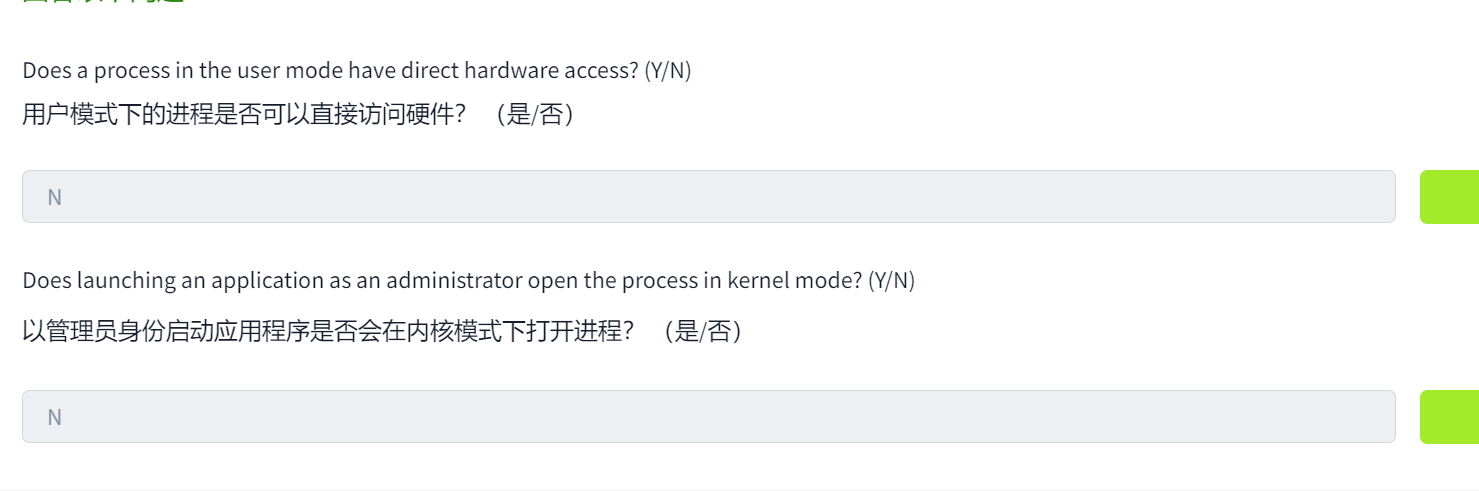 Does a process in the user mode have direct hardware access? (Y/N)
用户模式下的进程是否可以直接访问硬件？ （是/否）
N
Does launching an application as an administrator open the process in kernel mode? (Y/N)
以管理员身份启动应用程序是否会在内核模式下打开进程？ （是/否）
N